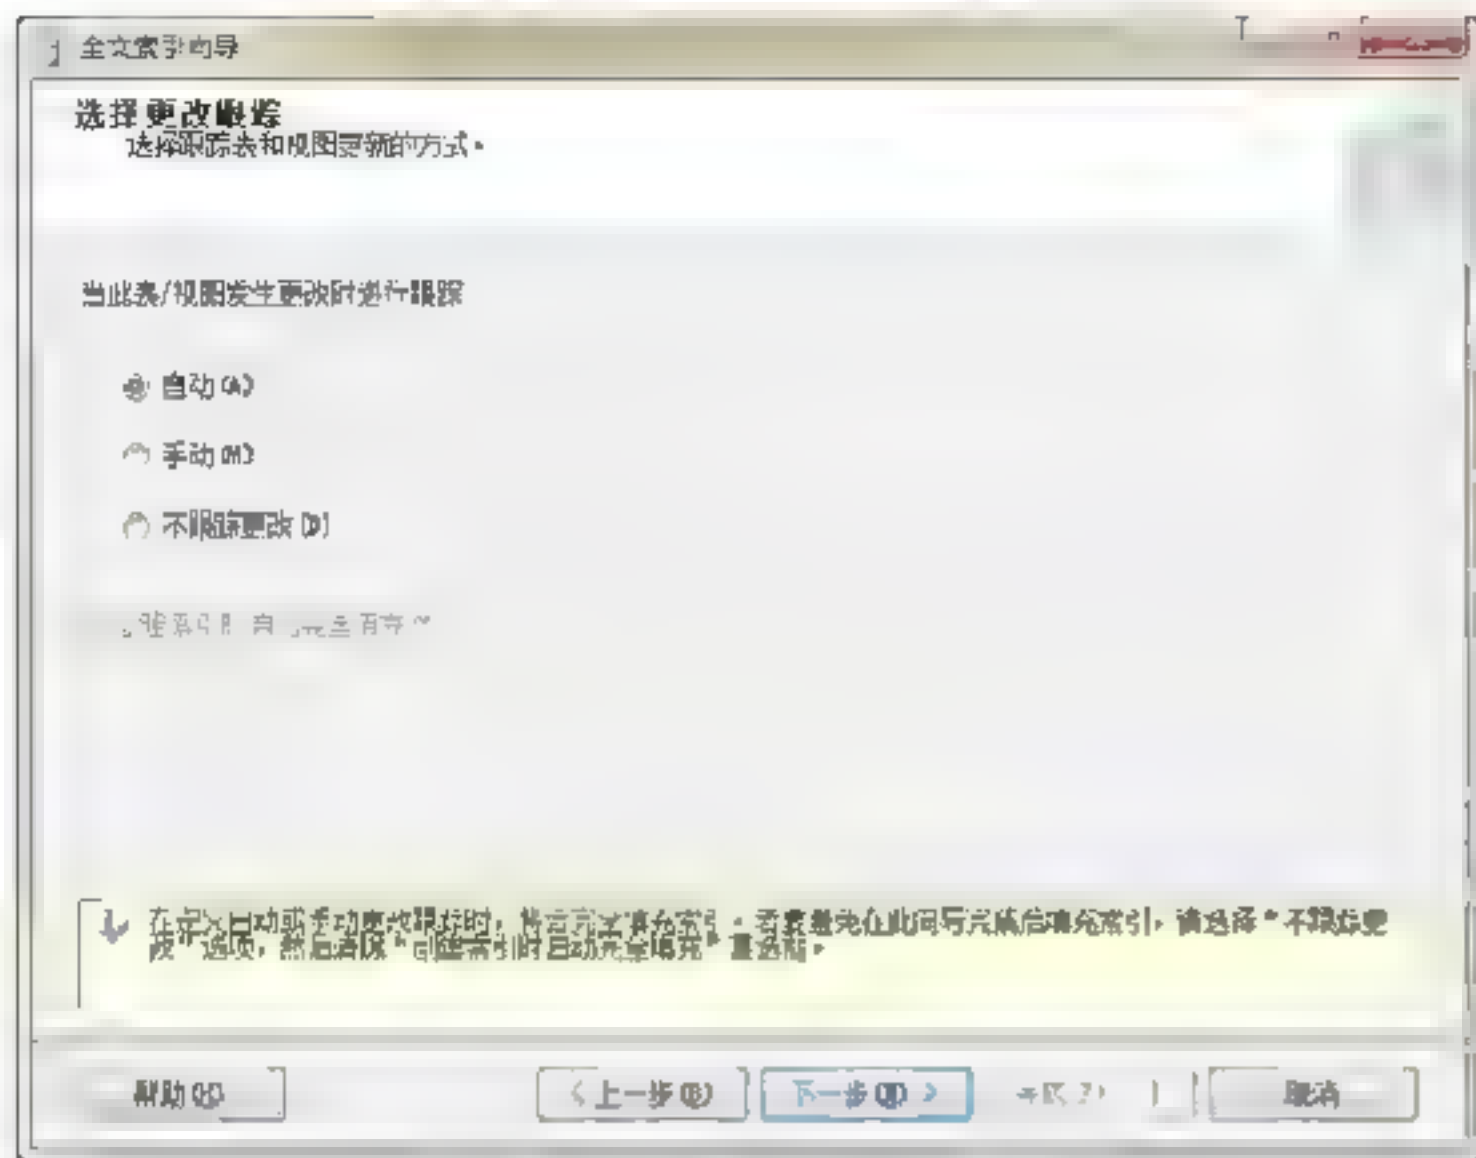 全文索引向导
选择更改跟踪
选择跟踪表和视图更新的方式。
当此表/视图发生更改时进行跟踪
自动(A)
手动(M)
不跟踪更改(D)
在定义自动或手动更改跟踪时，将完全填充索引。若要避免在此向导完成后填充索引，请选择“不跟踪更
改”选项，然后清除“创建索引时启动完全填充”复选框。
帮助(H)
< 上一步(B)
下一步(N) >
取消